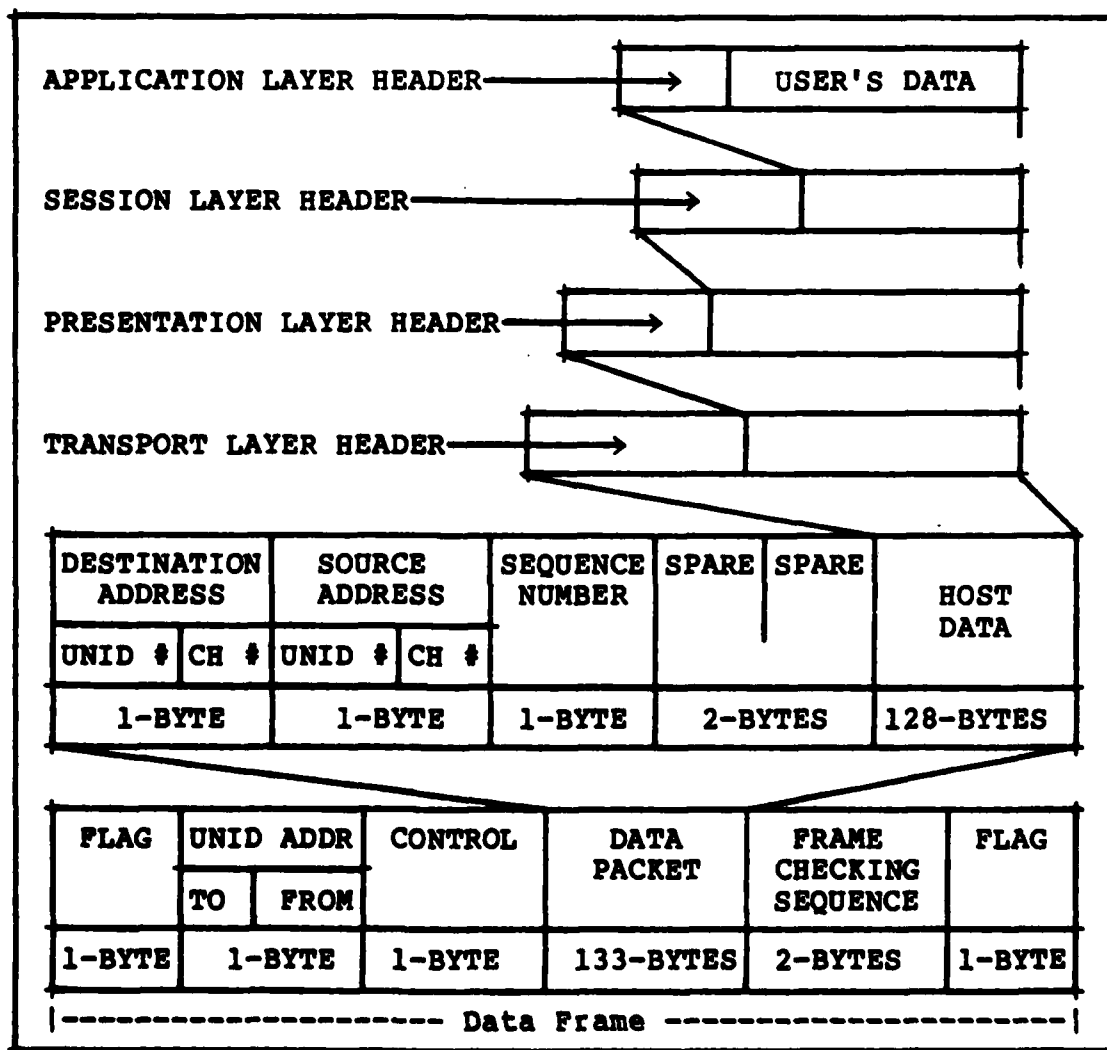 APPLICATION LAYER HEADER
USER'S DATA
SESSION LAYER HEADER
PRESENTATION LAYER HEADER
TRANSPORT LAYER HEADER
DESTINATION ADDRESS
SOURCE ADDRESS
SEQUENCE NUMBER
SPARE
SPARE
HOST DATA
UNID # CH # UNID # CH #
1-BYTE 1-BYTE 1-BYTE 2-BYTES 128-BYTES
FLAG
UNID ADDR
CONTROL
DATA PACKET
FRAME CHECKING SEQUENCE
FLAG
TO FROM
1-BYTE 1-BYTE 1-BYTE 133-BYTES 2-BYTES 1-BYTE
|------------------- Data Frame -------------------|